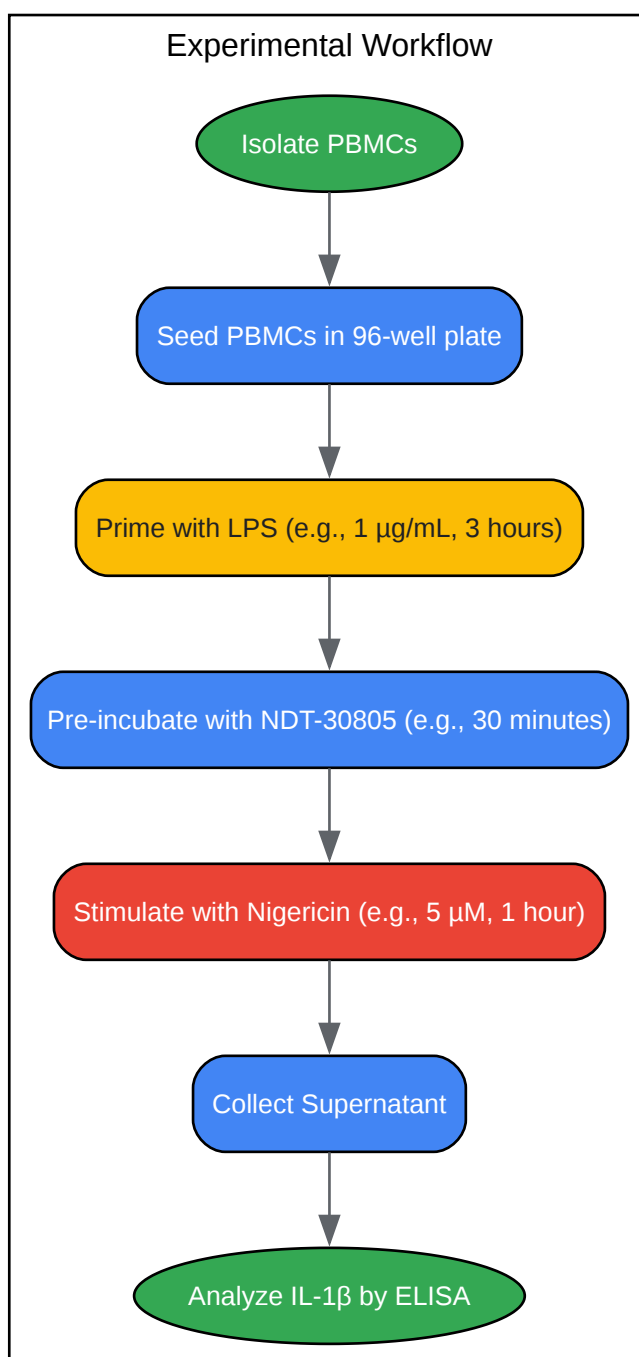 Experimental Workflow
Isolate PBMCs
Seed PBMCs in 96-well plate
Prime with LPS (e.g., 1 µg/mL, 3 hours)
Pre-incubate with NDT-30805 (e.g., 30 minutes)
Stimulate with Nigericin (e.g., 5 µM, 1 hour)
Collect Supernatant
Analyze IL-1β by ELISA